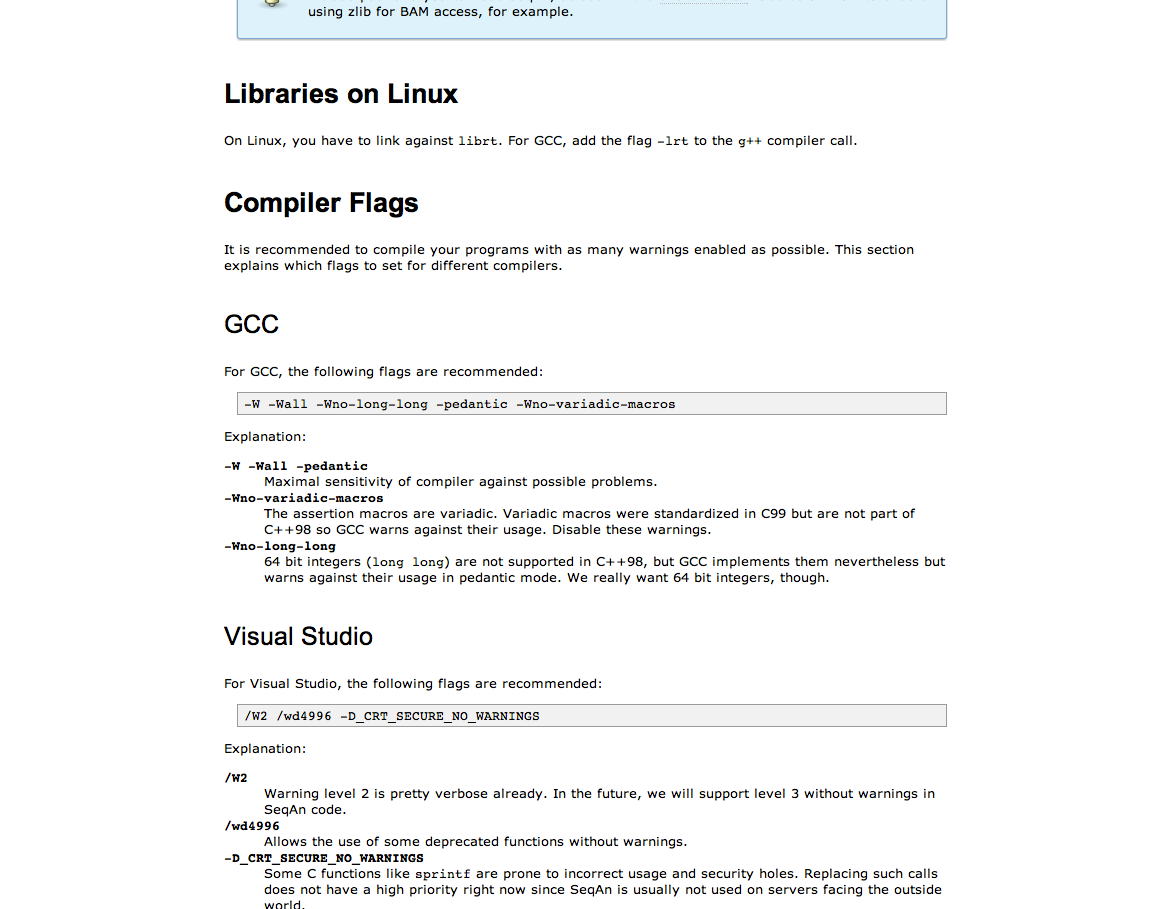 using zlib for BAM access, for example.
Libraries on Linux
On Linux, you have to link against librt. For GCC, add the flag -lrt to the g++ compiler call.
Compiler Flags
It is recommended to compile your programs with as many warnings enabled as possible. This section
explains which flags to set for different compilers.
GCC
For GCC, the following flags are recommended:
-W -Wall -Wno-long-long -pedantic -Wno-variadic-macros
Explanation:
-W -Wall -pedantic
Maximal sensitivity of compiler against possible problems.
-Wno-variadic-macros
The assertion macros are variadic. Variadic macros were standardized in C99 but are not part of
C++98 so GCC warns against their usage. Disable these warnings.
-Wno-long-long
64 bit integers (long long) are not supported in C++98, but GCC implements them nevertheless but
warns against their usage in pedantic mode. We really want 64 bit integers, though.
Visual Studio
For Visual Studio, the following flags are recommended:
/W2 /wd4996 -D_CRT_SECURE_NO_WARNINGS
Explanation:
/W2
Warning level 2 is pretty verbose already. In the future, we will support level 3 without warnings in
SeqAn code.
/wd4996
Allows the use of some deprecated functions without warnings.
-D_CRT_SECURE_NO_WARNINGS
Some C functions like sprintf are prone to incorrect usage and security holes. Replacing such calls
does not have a high priority right now since SeqAn is usually not used on servers facing the outside
world.